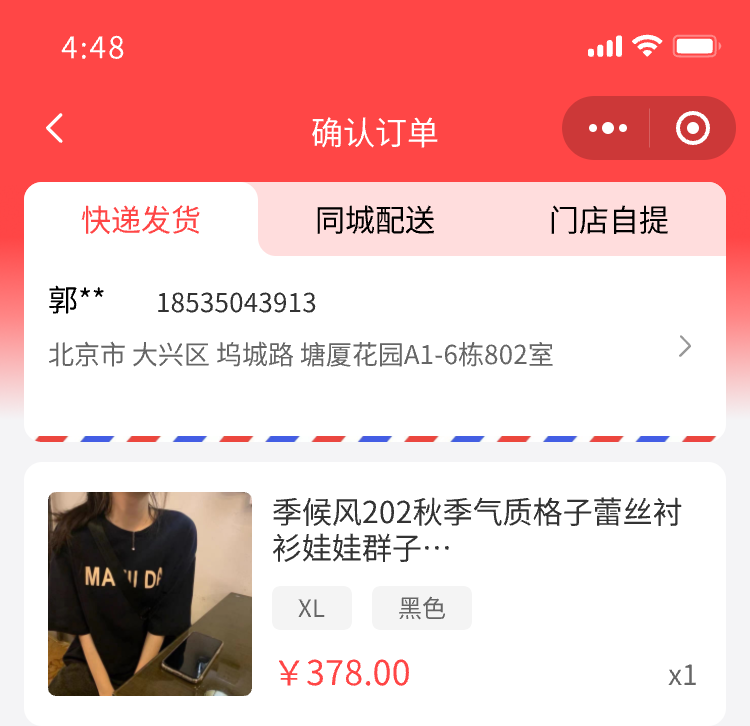 4:48
确认订单
快递发货
同城配送
门店自提
郭** 18535043913
北京市 大兴区 坞城路 塘厦花园A1-6栋802室
季候风202秋季气质格子蕾丝衬
衫娃娃群子…
XL
黑色
￥378.00
x1